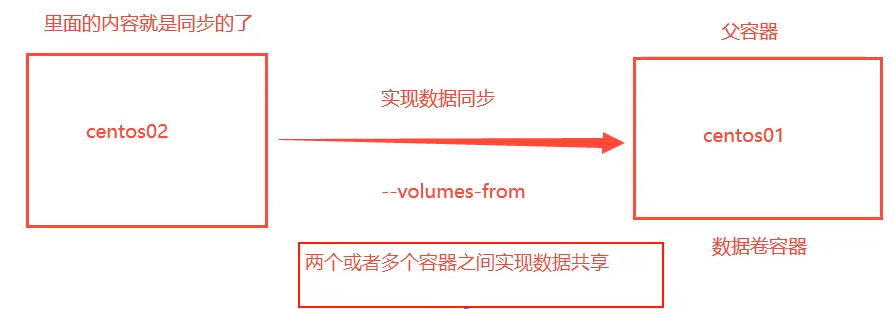 里面的内容就是同步的了
父容器
实现数据同步
centos02
centos01
--volumes-from
数据卷容器
两个或者多个容器之间实现数据共享